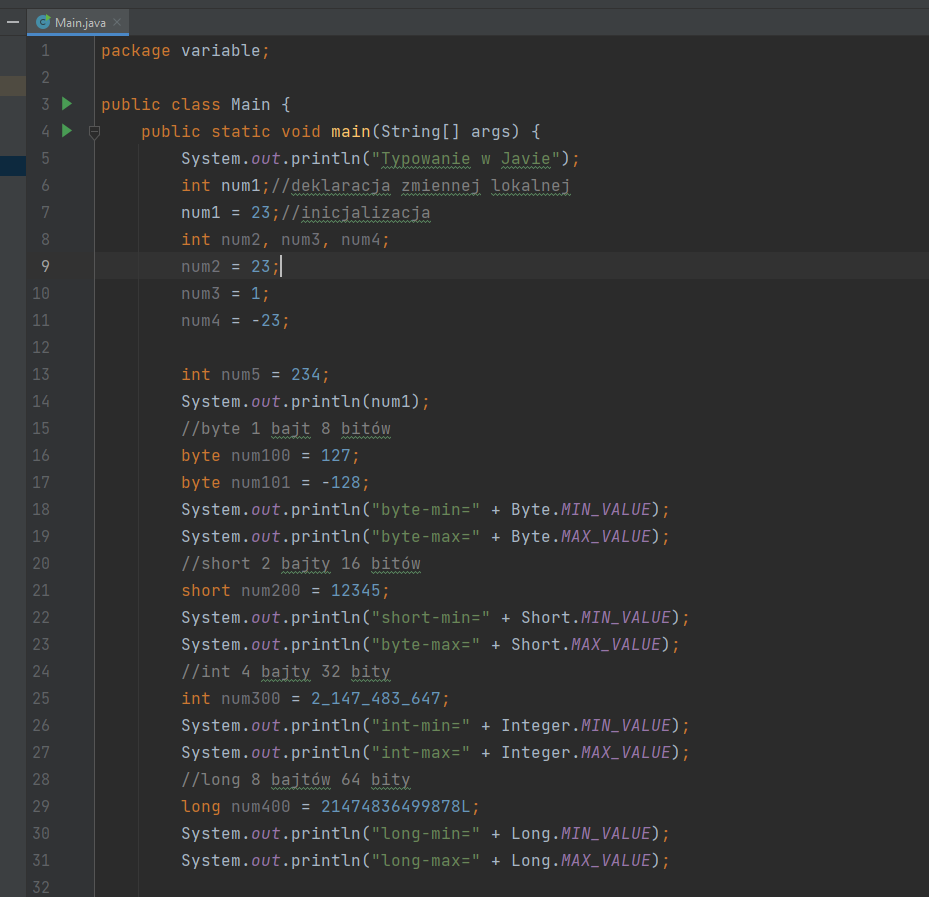 Main.java
1 package variable;
2
3 public class Main {
4 public static void main(String[] args) {
5 System.out.println("Typowanie w Javie");
6 int num1;//deklaracja zmiennej lokalnej
7 num1 = 23;//inicjalizacja
8 int num2, num3, num4;
9 num2 = 23;
10 num3 = 1;
11 num4 = -23;
12
13 int num5 = 234;
14 System.out.println(num1);
15 //byte 1 bajt 8 bitów
16 byte num100 = 127;
17 byte num101 = -128;
18 System.out.println("byte-min=" + Byte.MIN_VALUE);
19 System.out.println("byte-max=" + Byte.MAX_VALUE);
20 //short 2 bajty 16 bitów
21 short num200 = 12345;
22 System.out.println("short-min=" + Short.MIN_VALUE);
23 System.out.println("byte-max=" + Short.MAX_VALUE);
24 //int 4 bajty 32 bity
25 int num300 = 2_147_483_647;
26 System.out.println("int-min=" + Integer.MIN_VALUE);
27 System.out.println("int-max=" + Integer.MAX_VALUE);
28 //long 8 bajtów 64 bity
29 long num400 = 21474836499878L;
30 System.out.println("long-min=" + Long.MIN_VALUE);
31 System.out.println("long-max=" + Long.MAX_VALUE);
32